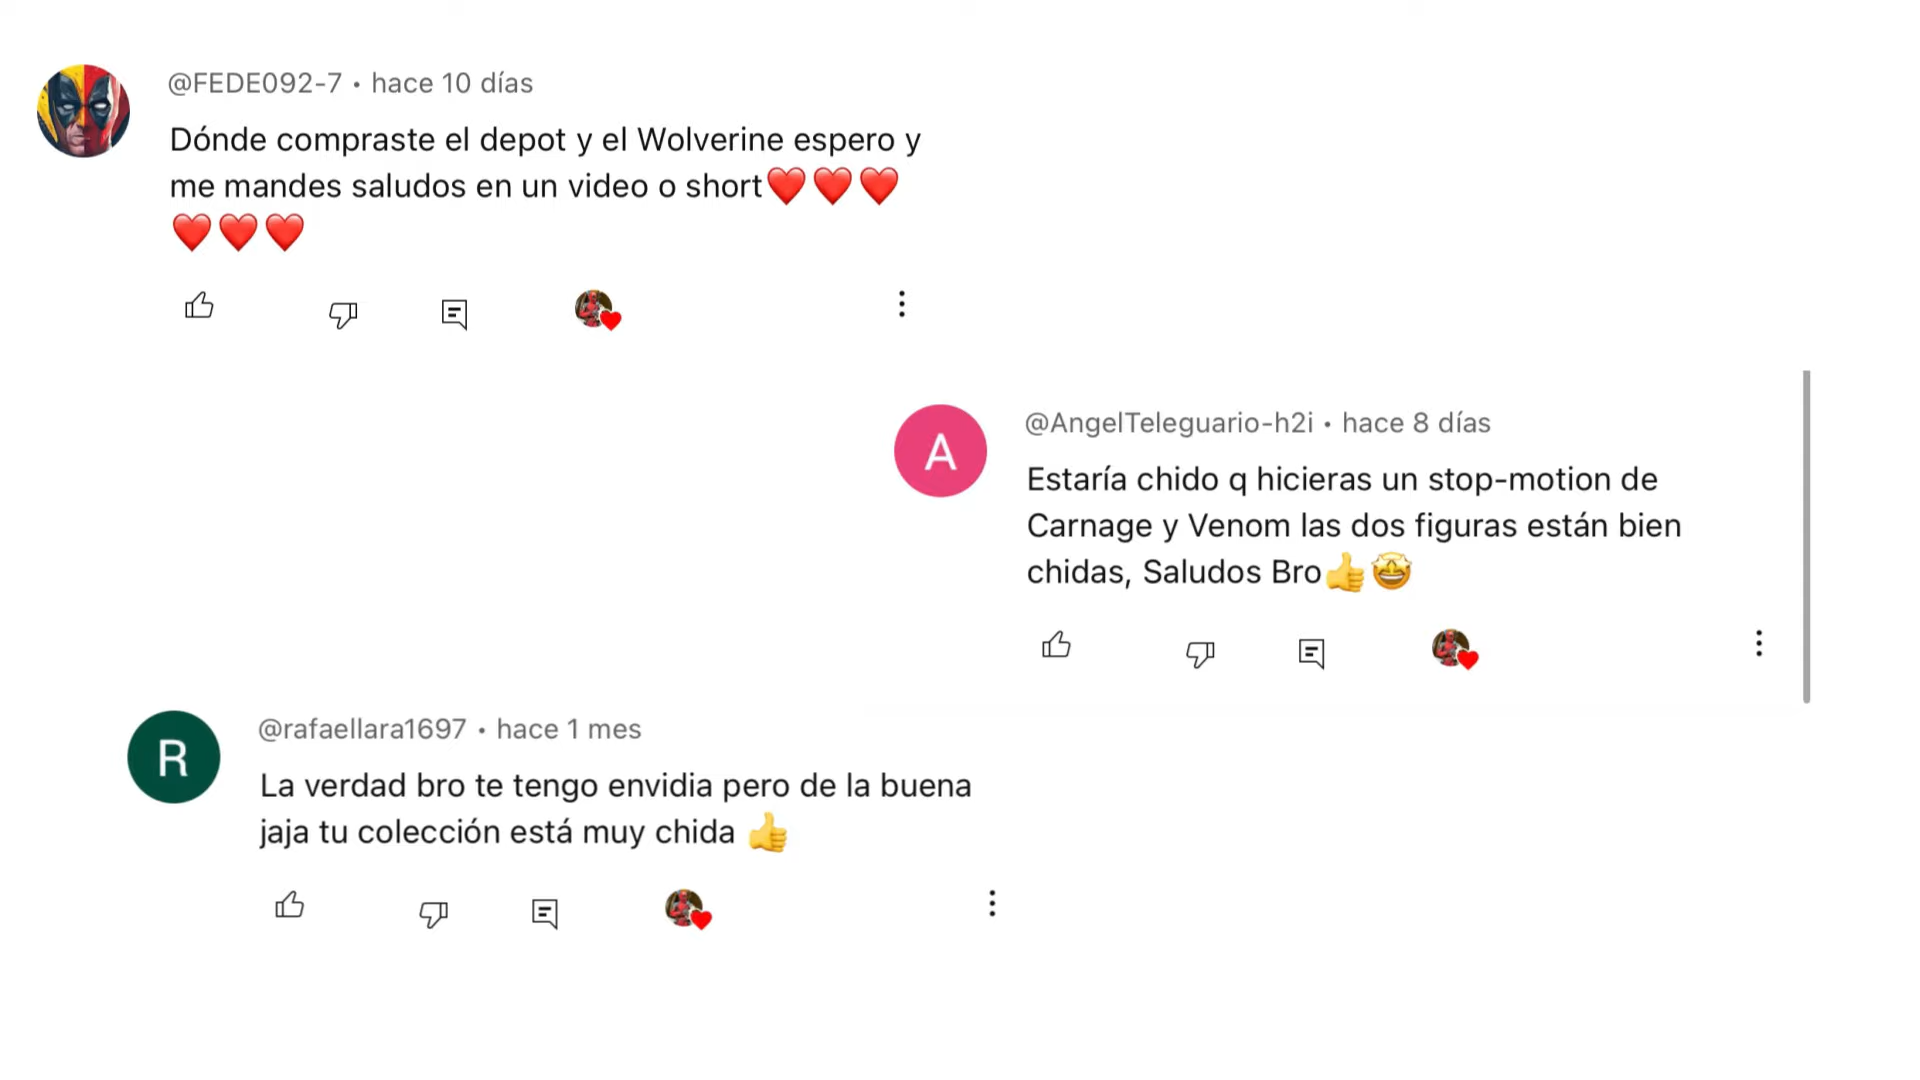 @FEDE092-7 • hace 10 días
Dónde compraste el depot y el Wolverine espero y
me mandes saludos en un video o short❤️❤️❤️
❤️❤️❤️
@AngelTeleguario-h2i • hace 8 días
Estaría chido q hicieras un stop-motion de
Carnage y Venom las dos figuras están bien
chidas, Saludos Bro👍🤩
@rafaellara1697 • hace 1 mes
La verdad bro te tengo envidia pero de la buena
jaja tu colección está muy chida 👍